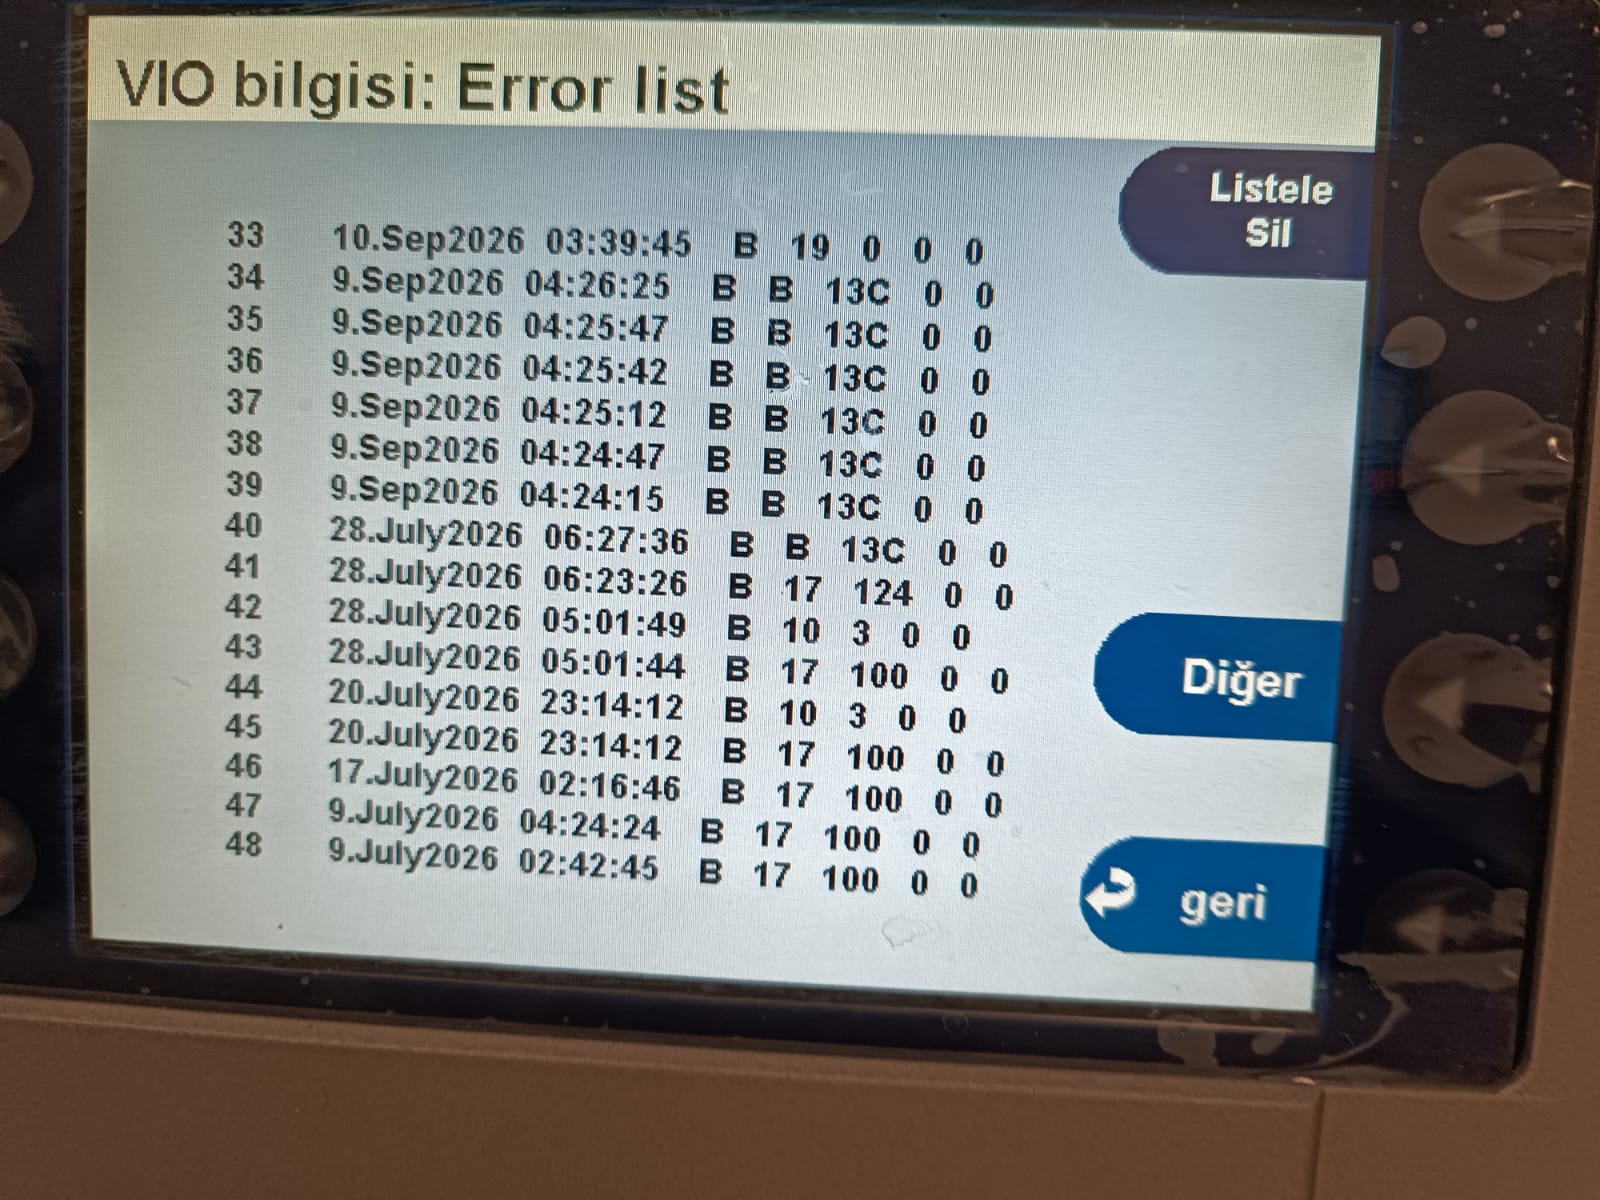 VIO bilgisi: Error list
Listele
Sil
33 10.Sep2026 03:39:45 B 19 0 0 0
34 9.Sep2026 04:26:25 B B 13C 0 0
35 9.Sep2026 04:25:47 B B 13C 0 0
36 9.Sep2026 04:25:42 B B 13C 0 0
37 9.Sep2026 04:25:12 B B 13C 0 0
38 9.Sep2026 04:24:47 B B 13C 0 0
39 9.Sep2026 04:24:15 B B 13C 0 0
40 28.July2026 06:27:36 B B 13C 0 0
41 28.July2026 06:23:26 B 17 124 0 0
42 28.July2026 05:01:49 B 10 3 0 0
43 28.July2026 05:01:44 B 17 100 0 0
44 20.July2026 23:14:12 B 10 3 0 0
45 20.July2026 23:14:12 B 17 100 0 0
46 17.July2026 02:16:46 B 17 100 0 0
47 9.July2026 04:24:24 B 17 100 0 0
48 9.July2026 02:42:45 B 17 100 0 0
Diğer
geri